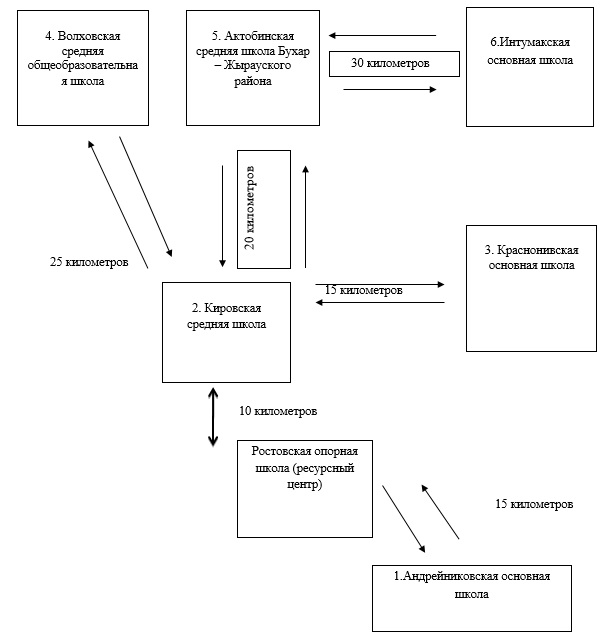 4. Волховская
средняя
общеобразовательна
я школа
5. Актобинская
средняя школа Бухар
– Жырауского
района
30 километров
6.Интумакская
основная школа
20 километров
25 километров
3. Краснонивская
основная школа
15 километров
2. Кировская
средняя школа
10 километров
Ростовская опорная
школа (ресурсный
центр)
15 километров
1.Андрейниковская основная
школа